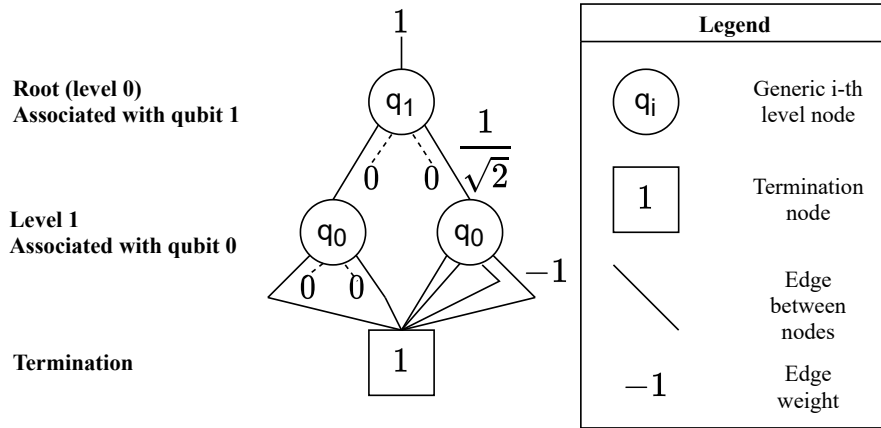 1
Root (level 0)
Associated with qubit 1
q1
1
√2
0 0
Level 1
Associated with qubit 0
q0 q0
0 0
−1
Termination
1
Legend
qi
Generic i-th
level node
1
Termination
node
Edge
between
nodes
−1
Edge
weight